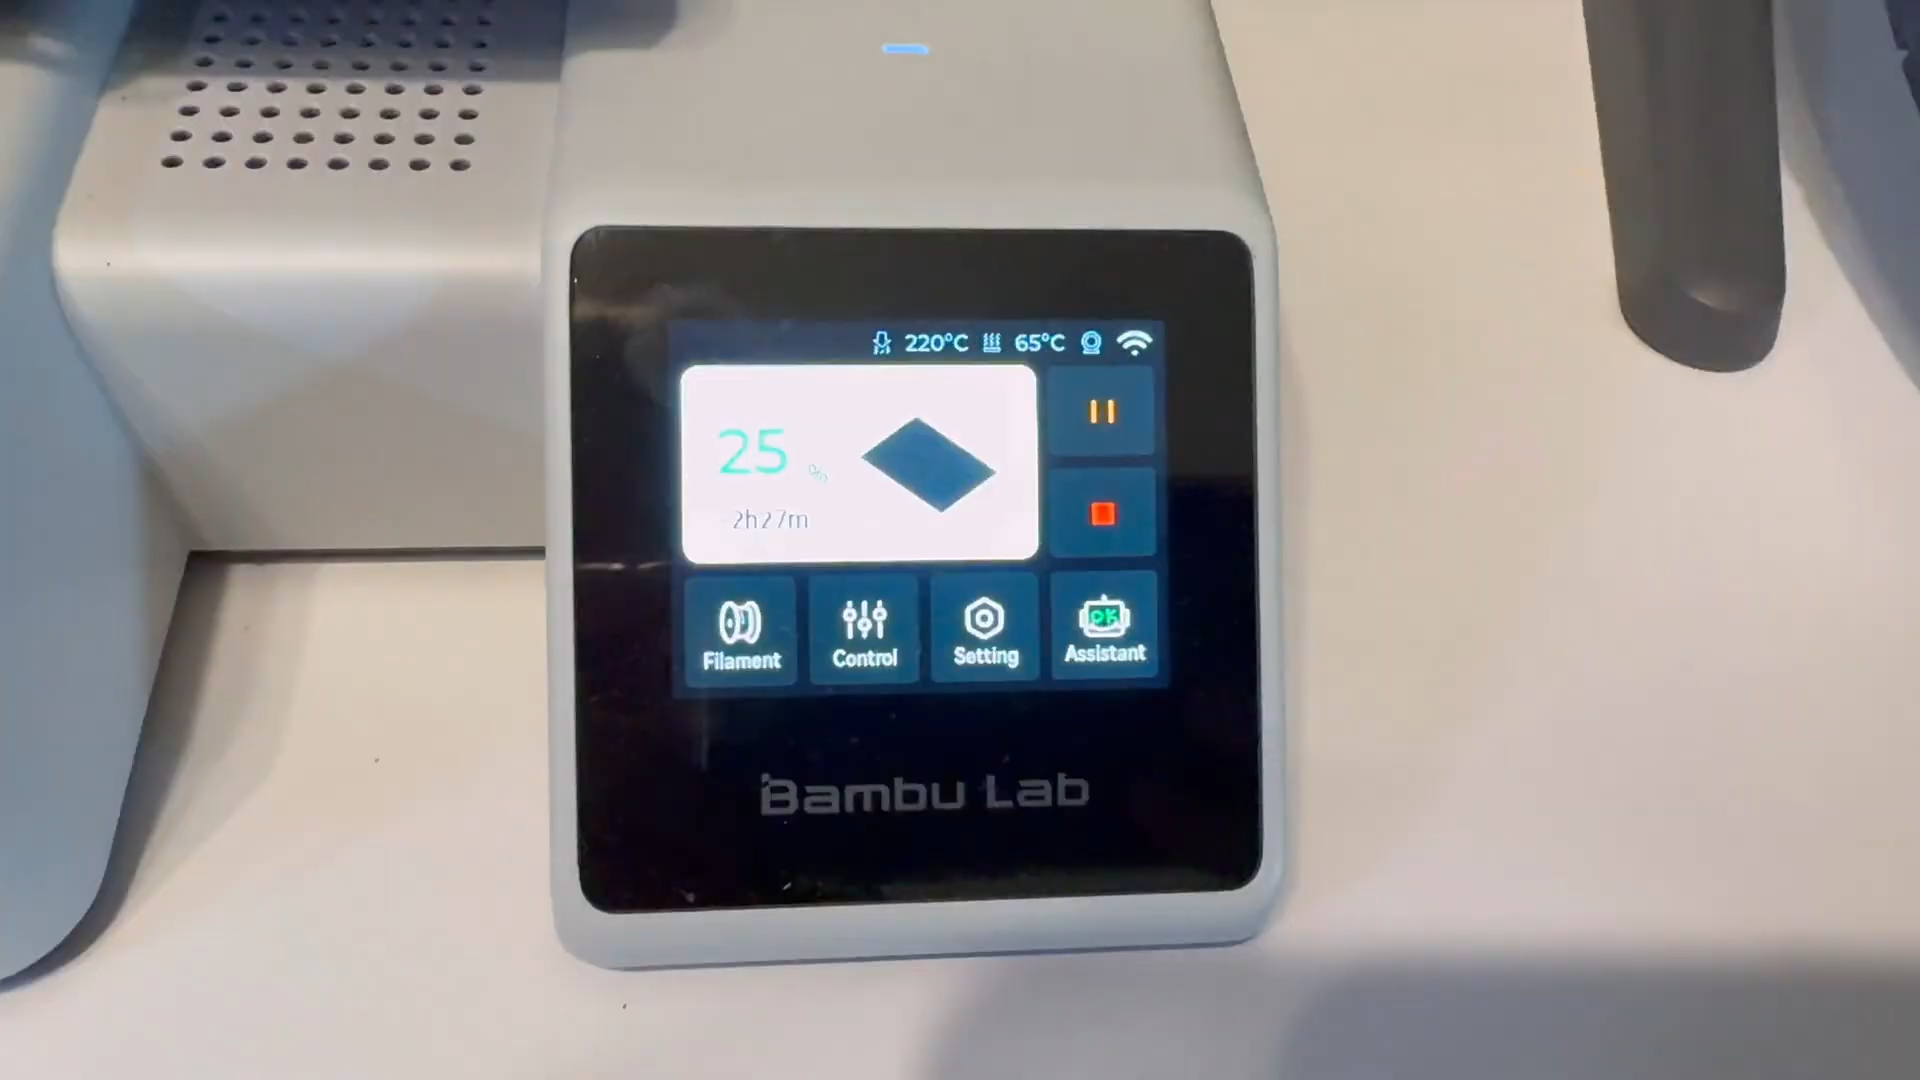 220°C 65°C
25 %
-2h27m
Filament Control Setting Assistant
Bambu Lab